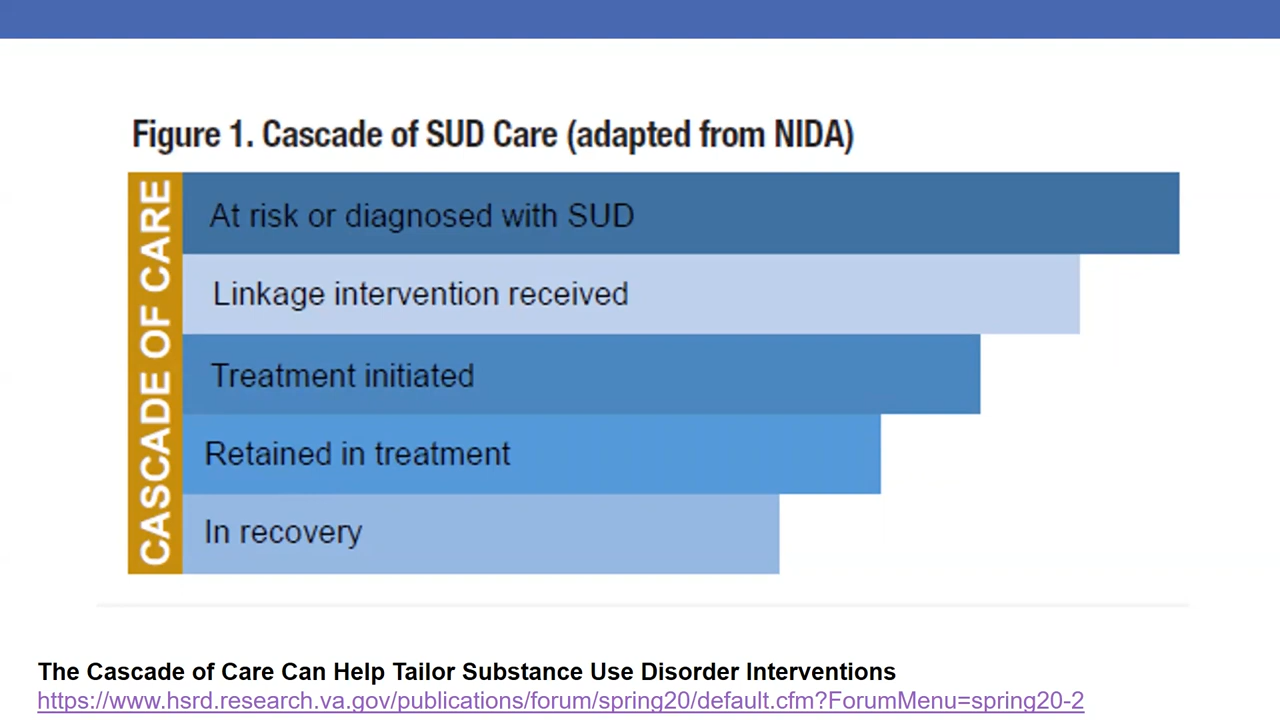 Figure 1. Cascade of SUD Care (adapted from NIDA)
CASCADE OF CARE
At risk or diagnosed with SUD
Linkage intervention received
Treatment initiated
Retained in treatment
In recovery
The Cascade of Care Can Help Tailor Substance Use Disorder Interventions
https://www.hsrd.research.va.gov/publications/forum/spring20/default.cfm?ForumMenu=spring20-2